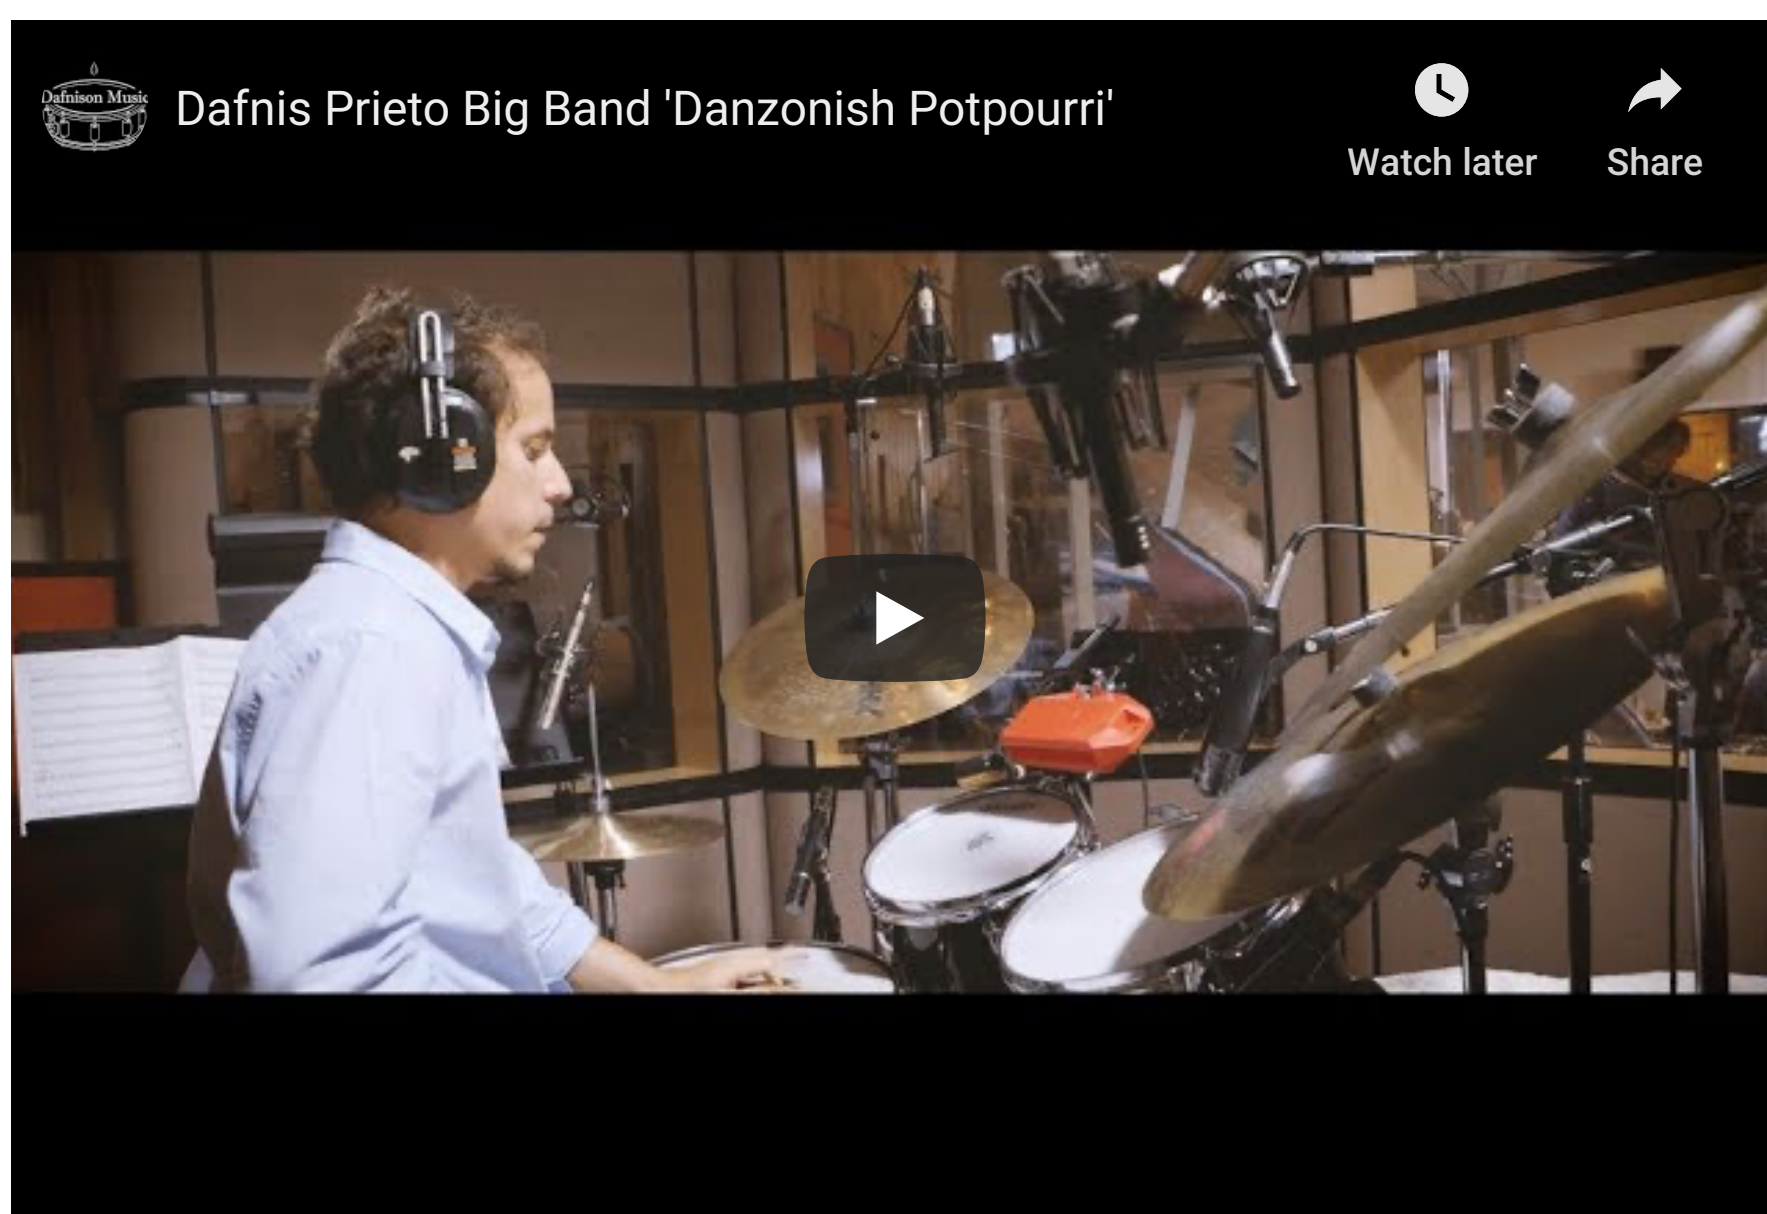 Dafnison Music
Dafnis Prieto Big Band 'Danzonish Potpourri'
Watch later
Share